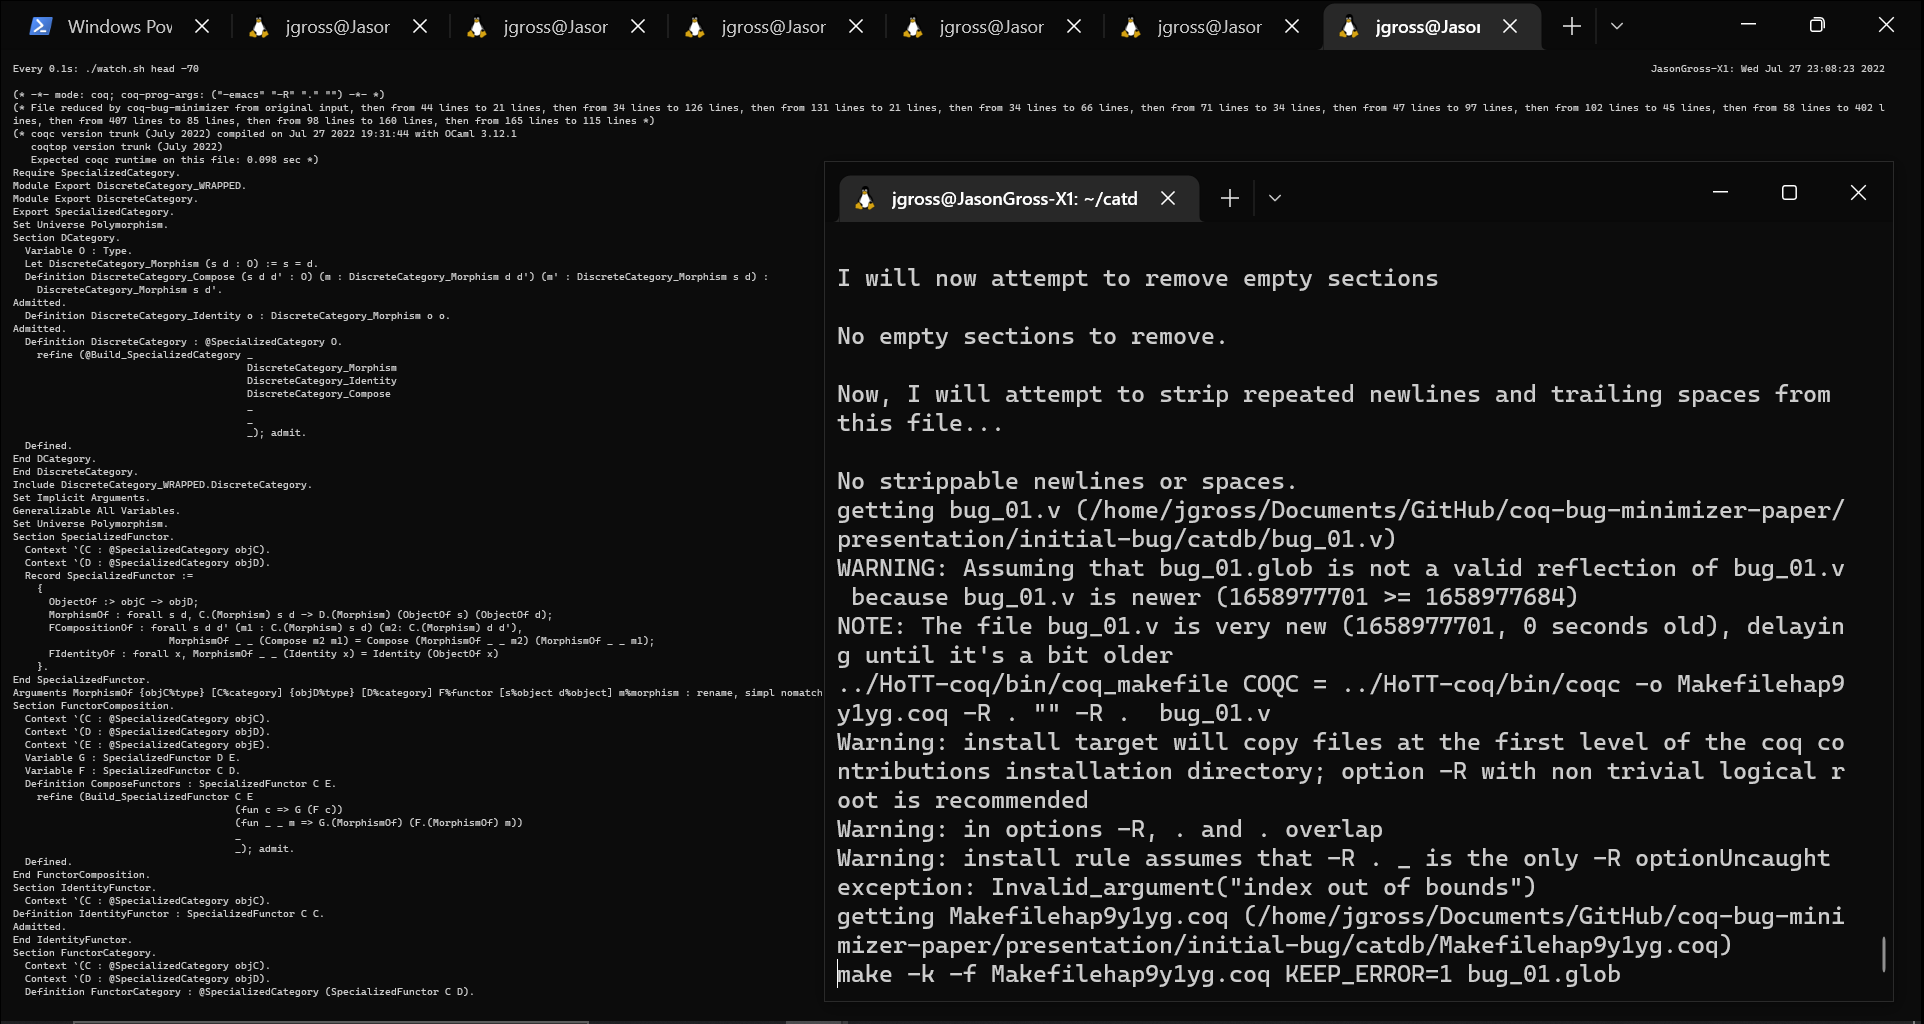 Windows Pow
jgross@Jasor
jgross@Jasor
jgross@Jasor
jgross@Jasor
jgross@Jasor
jgross@Jasor
Every 0.1s: ./watch.sh head -70
JasonGross-X1: Wed Jul 27 23:08:23 2022
(* -*- mode: coq; coq-prog-args: ("-emacs" "-R" "." "") -*- *)
(* File reduced by coq-bug-minimizer from original input, then from 44 lines to 21 lines, then from 34 lines to 126 lines, then from 131 lines to 21 lines, then from 34 lines to 66 lines, then from 71 lines to 34 lines, then from 47 lines to 97 lines, then from 102 lines to 45 lines, then from 58 lines to 402 l
ines, then from 407 lines to 85 lines, then from 98 lines to 160 lines, then from 165 lines to 115 lines *)
(* coqc version trunk (July 2022) compiled on Jul 27 2022 19:31:44 with OCaml 3.12.1
   coqtop version trunk (July 2022)
   Expected coqc runtime on this file: 0.098 sec *)
Require SpecializedCategory.
Module Export DiscreteCategory_WRAPPED.
Module Export DiscreteCategory.
Export SpecializedCategory.
Set Universe Polymorphism.
Section DCategory.
  Variable O : Type.
  Let DiscreteCategory_Morphism (s d : O) := s = d.
  Definition DiscreteCategory_Compose (s d d' : O) (m : DiscreteCategory_Morphism d d') (m' : DiscreteCategory_Morphism s d) :
    DiscreteCategory_Morphism s d'.
Admitted.
  Definition DiscreteCategory_Identity o : DiscreteCategory_Morphism o o.
Admitted.
  Definition DiscreteCategory : @SpecializedCategory O.
    refine (@Build_SpecializedCategory _
                                       DiscreteCategory_Morphism
                                       DiscreteCategory_Identity
                                       DiscreteCategory_Compose
                                       _
                                       _
                                       _); admit.
  Defined.
End DCategory.
End DiscreteCategory.
Include DiscreteCategory_WRAPPED.DiscreteCategory.
Set Implicit Arguments.
Generalizable All Variables.
Set Universe Polymorphism.
Section SpecializedFunctor.
  Context `(C : @SpecializedCategory objC).
  Context `(D : @SpecializedCategory objD).
  Record SpecializedFunctor :=
    {
      ObjectOf :> objC -> objD;
      MorphismOf : forall s d, C.(Morphism) s d -> D.(Morphism) (ObjectOf s) (ObjectOf d);
      FCompositionOf : forall s d d' (m1 : C.(Morphism) s d) (m2: C.(Morphism) d d'),
                          MorphismOf _ _ (Compose m2 m1) = Compose (MorphismOf _ _ m2) (MorphismOf _ _ m1);
      FIdentityOf : forall x, MorphismOf _ _ (Identity x) = Identity (ObjectOf x)
    }.
End SpecializedFunctor.
Arguments MorphismOf {objC%type} [C%category] {objD%type} [D%category] F%functor [s%object d%object] m%morphism : rename, simpl nomatch
Section FunctorComposition.
  Context `(C : @SpecializedCategory objC).
  Context `(D : @SpecializedCategory objD).
  Context `(E : @SpecializedCategory objE).
  Variable G : SpecializedFunctor D E.
  Variable F : SpecializedFunctor C D.
  Definition ComposeFunctors : SpecializedFunctor C E.
    refine (Build_SpecializedFunctor C E
                                     (fun c => G (F c))
                                     (fun _ _ m => G.(MorphismOf) (F.(MorphismOf) m))
                                     _
                                     _); admit.
  Defined.
End FunctorComposition.
Section IdentityFunctor.
  Context `(C : @SpecializedCategory objC).
Definition IdentityFunctor : SpecializedFunctor C C.
Admitted.
End IdentityFunctor.
Section FunctorCategory.
  Context `(C : @SpecializedCategory objC).
  Context `(D : @SpecializedCategory objD).
  Definition FunctorCategory : @SpecializedCategory (SpecializedFunctor C D).
jgross@JasonGross-X1: ~/catd
I will now attempt to remove empty sections
No empty sections to remove.
Now, I will attempt to strip repeated newlines and trailing spaces from
this file...
No strippable newlines or spaces.
getting bug_01.v (/home/jgross/Documents/GitHub/coq-bug-minimizer-paper/
presentation/initial-bug/catdb/bug_01.v)
WARNING: Assuming that bug_01.glob is not a valid reflection of bug_01.v
 because bug_01.v is newer (1658977701 >= 1658977684)
NOTE: The file bug_01.v is very new (1658977701, 0 seconds old), delayin
g until it's a bit older
../HoTT-coq/bin/coq_makefile COQC = ../HoTT-coq/bin/coqc -o Makefilehap9
y1yg.coq -R . "" -R .  bug_01.v
Warning: install target will copy files at the first level of the coq co
ntributions installation directory; option -R with non trivial logical r
oot is recommended
Warning: in options -R, . and . overlap
Warning: install rule assumes that -R . _ is the only -R optionUncaught
exception: Invalid_argument("index out of bounds")
getting Makefilehap9y1yg.coq (/home/jgross/Documents/GitHub/coq-bug-mini
mizer-paper/presentation/initial-bug/catdb/Makefilehap9y1yg.coq)
make -k -f Makefilehap9y1yg.coq KEEP_ERROR=1 bug_01.glob